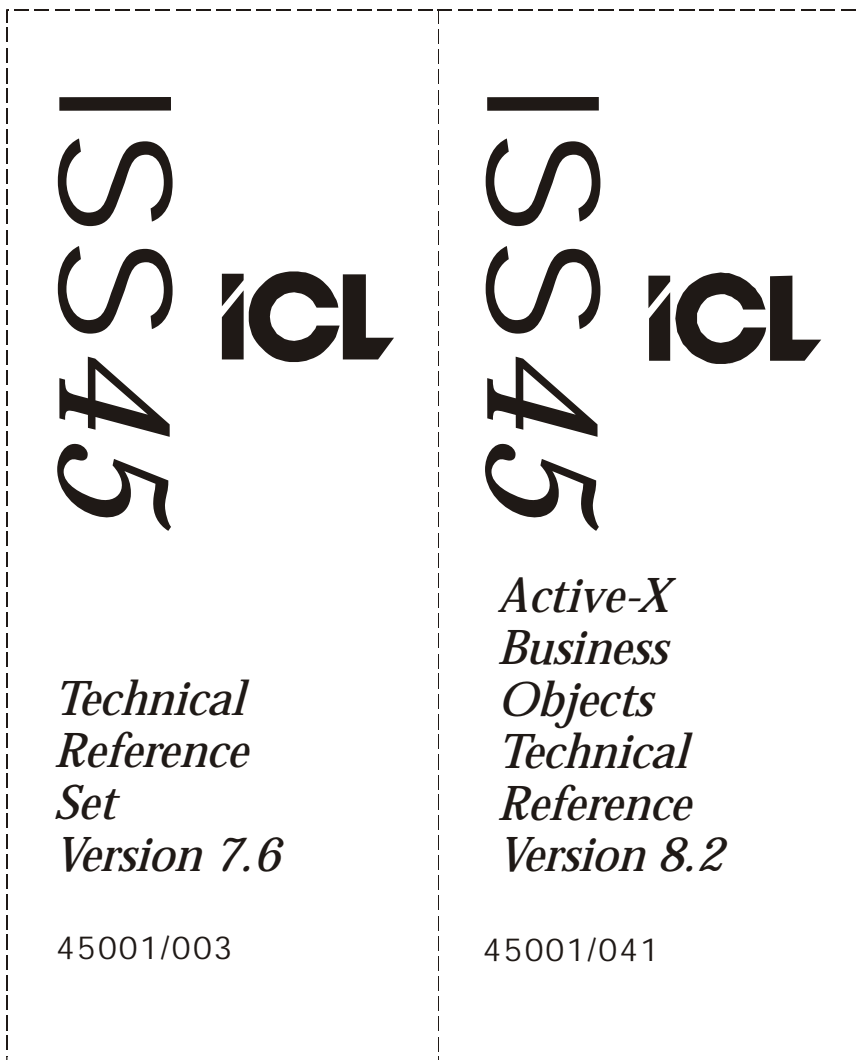 ISS45
ICL
Technical
Reference
Set
Version 7.6
45001/003
ISS45
ICL
Active-X
Business
Objects
Technical
Reference
Version 8.2
45001/041